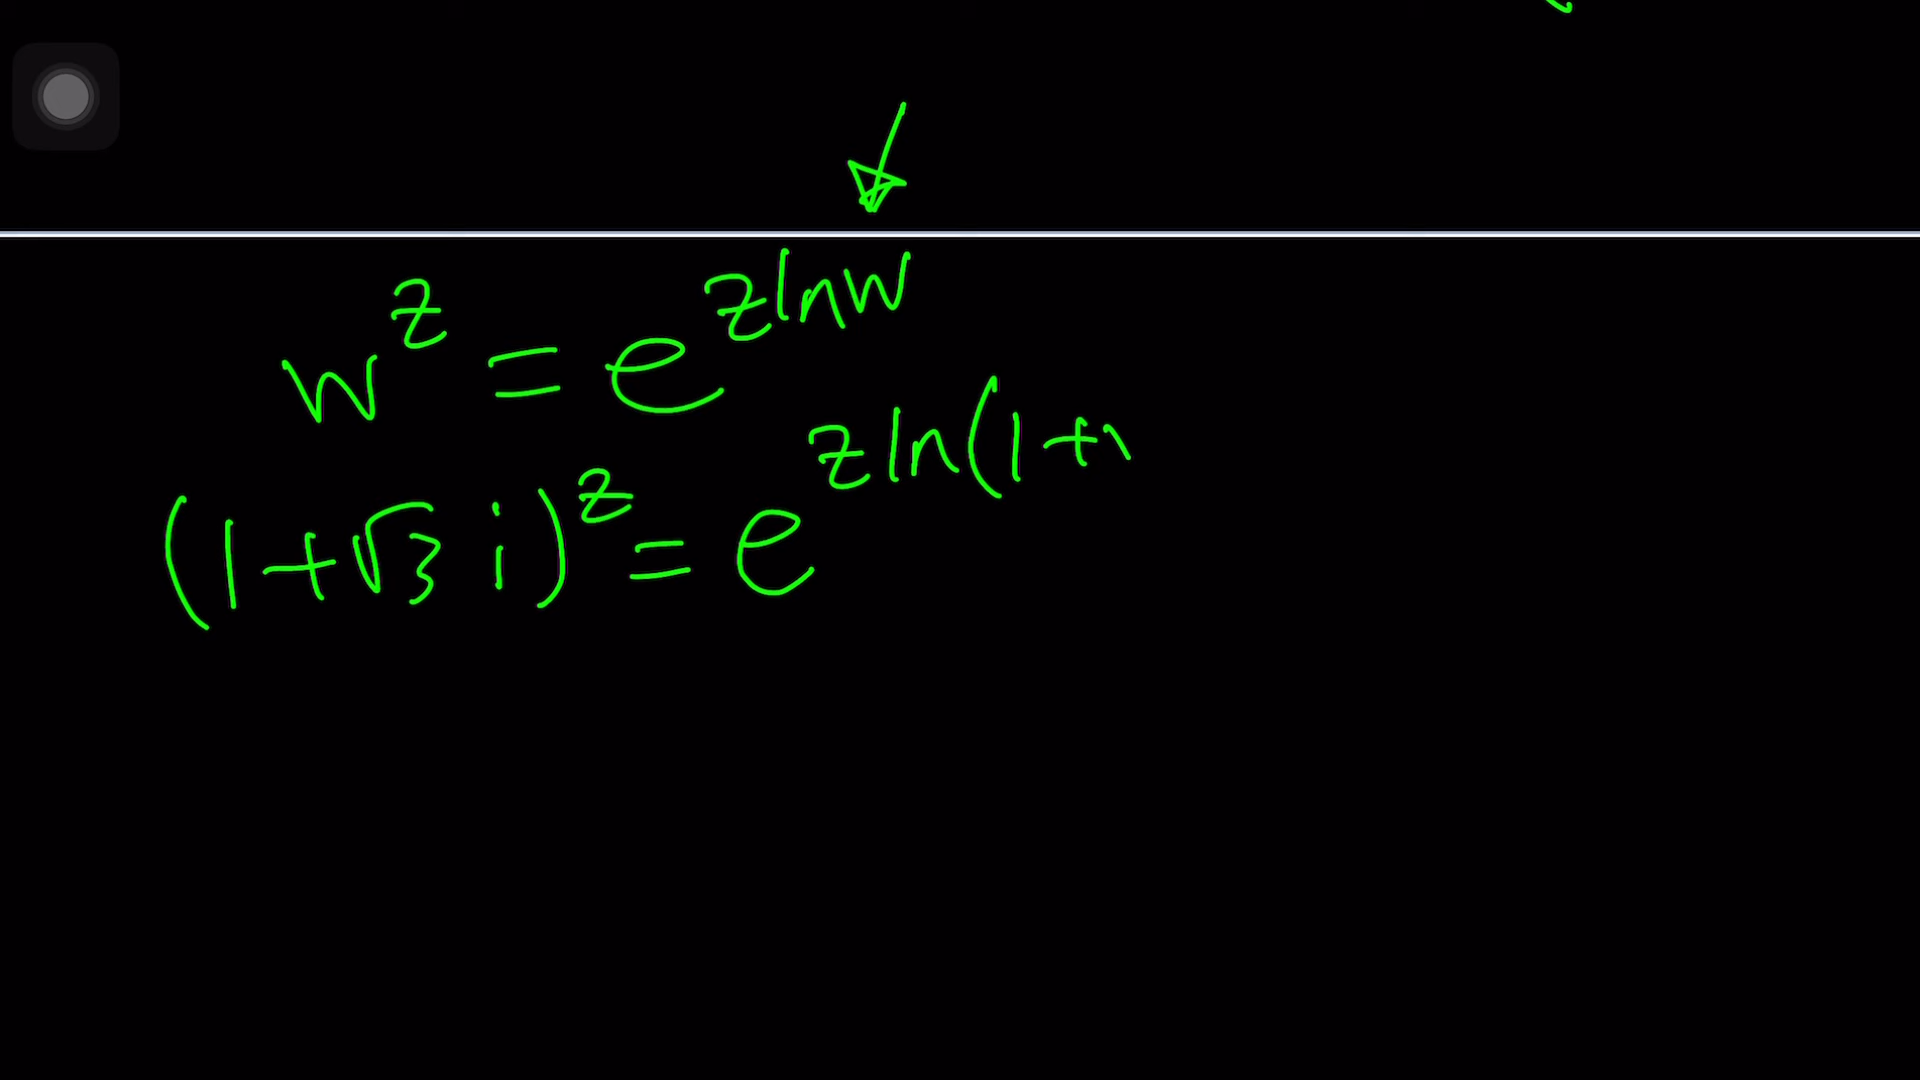 w^z = e^{z ln w}
(1+√3 i)^z = e^{z ln(1+